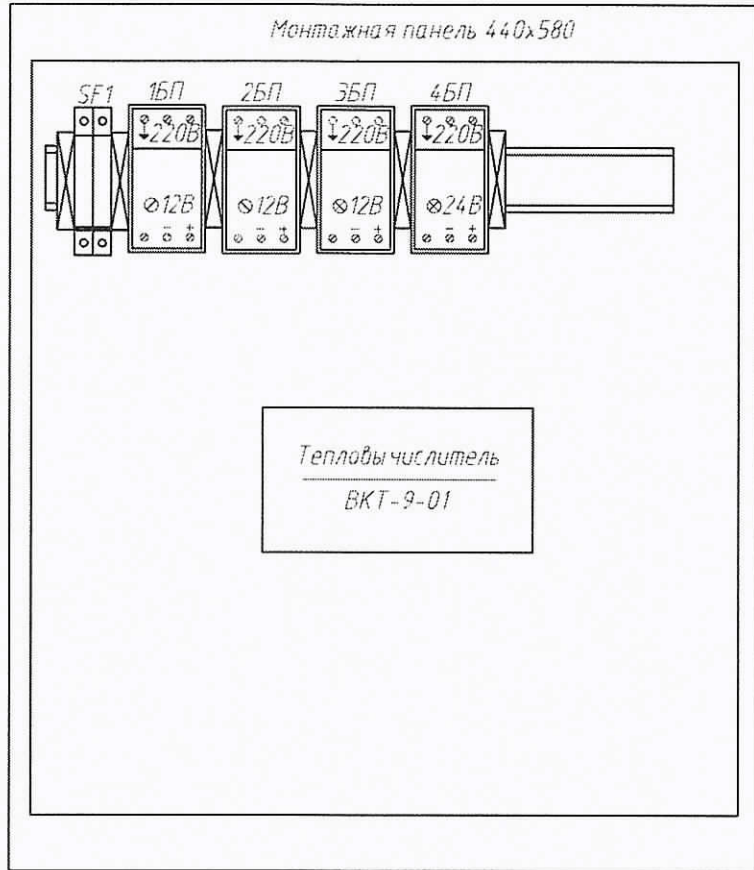 Монтажная панель 440х580
SF1 1БП 2БП 3БП 4БП
220В 220В 220В 220В
12В 12В 12В 24В
- + - + - + - +
Тепловычислитель
ВКТ-9-01